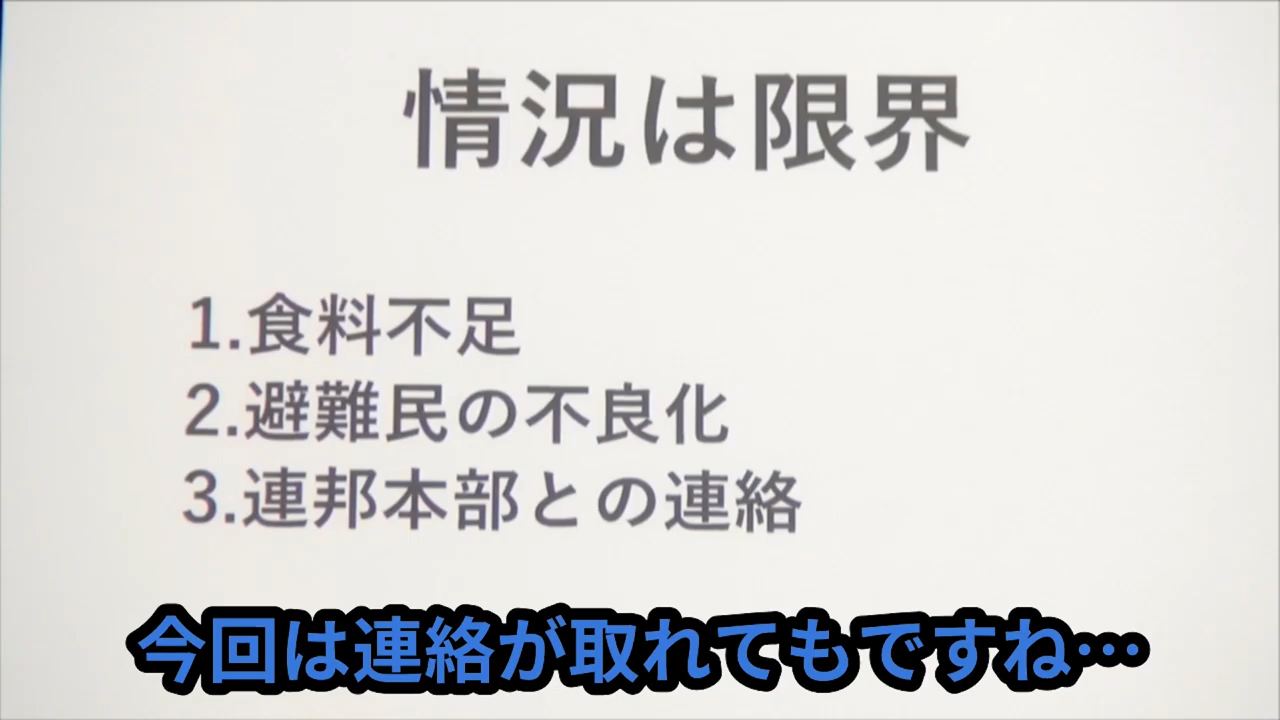 情況は限界
1.食料不足
2.避難民の不良化
3.連邦本部との連絡
今回は連絡が取れてもですね…